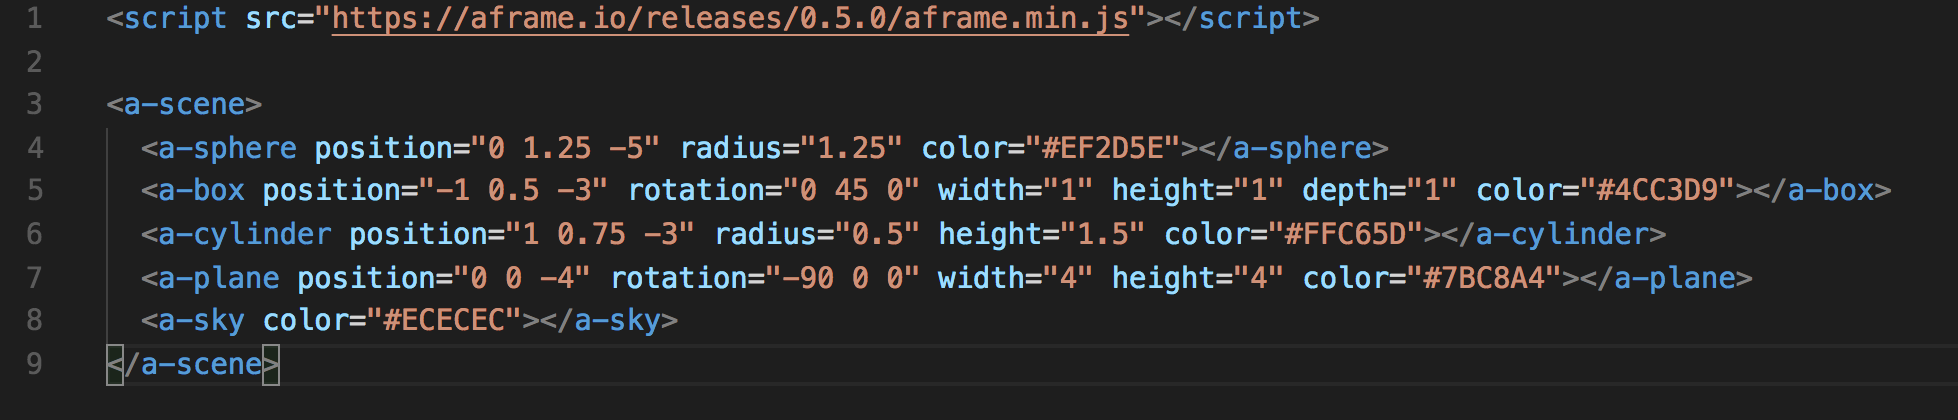 1 <script src="https://aframe.io/releases/0.5.0/aframe.min.js"></script>
2
3 <a-scene>
4 <a-sphere position="0 1.25 -5" radius="1.25" color="#EF2D5E"></a-sphere>
5 <a-box position="-1 0.5 -3" rotation="0 45 0" width="1" height="1" depth="1" color="#4CC3D9"></a-box>
6 <a-cylinder position="1 0.75 -3" radius="0.5" height="1.5" color="#FFC65D"></a-cylinder>
7 <a-plane position="0 0 -4" rotation="-90 0 0" width="4" height="4" color="#7BC8A4"></a-plane>
8 <a-sky color="#ECECEC"></a-sky>
9 </a-scene>